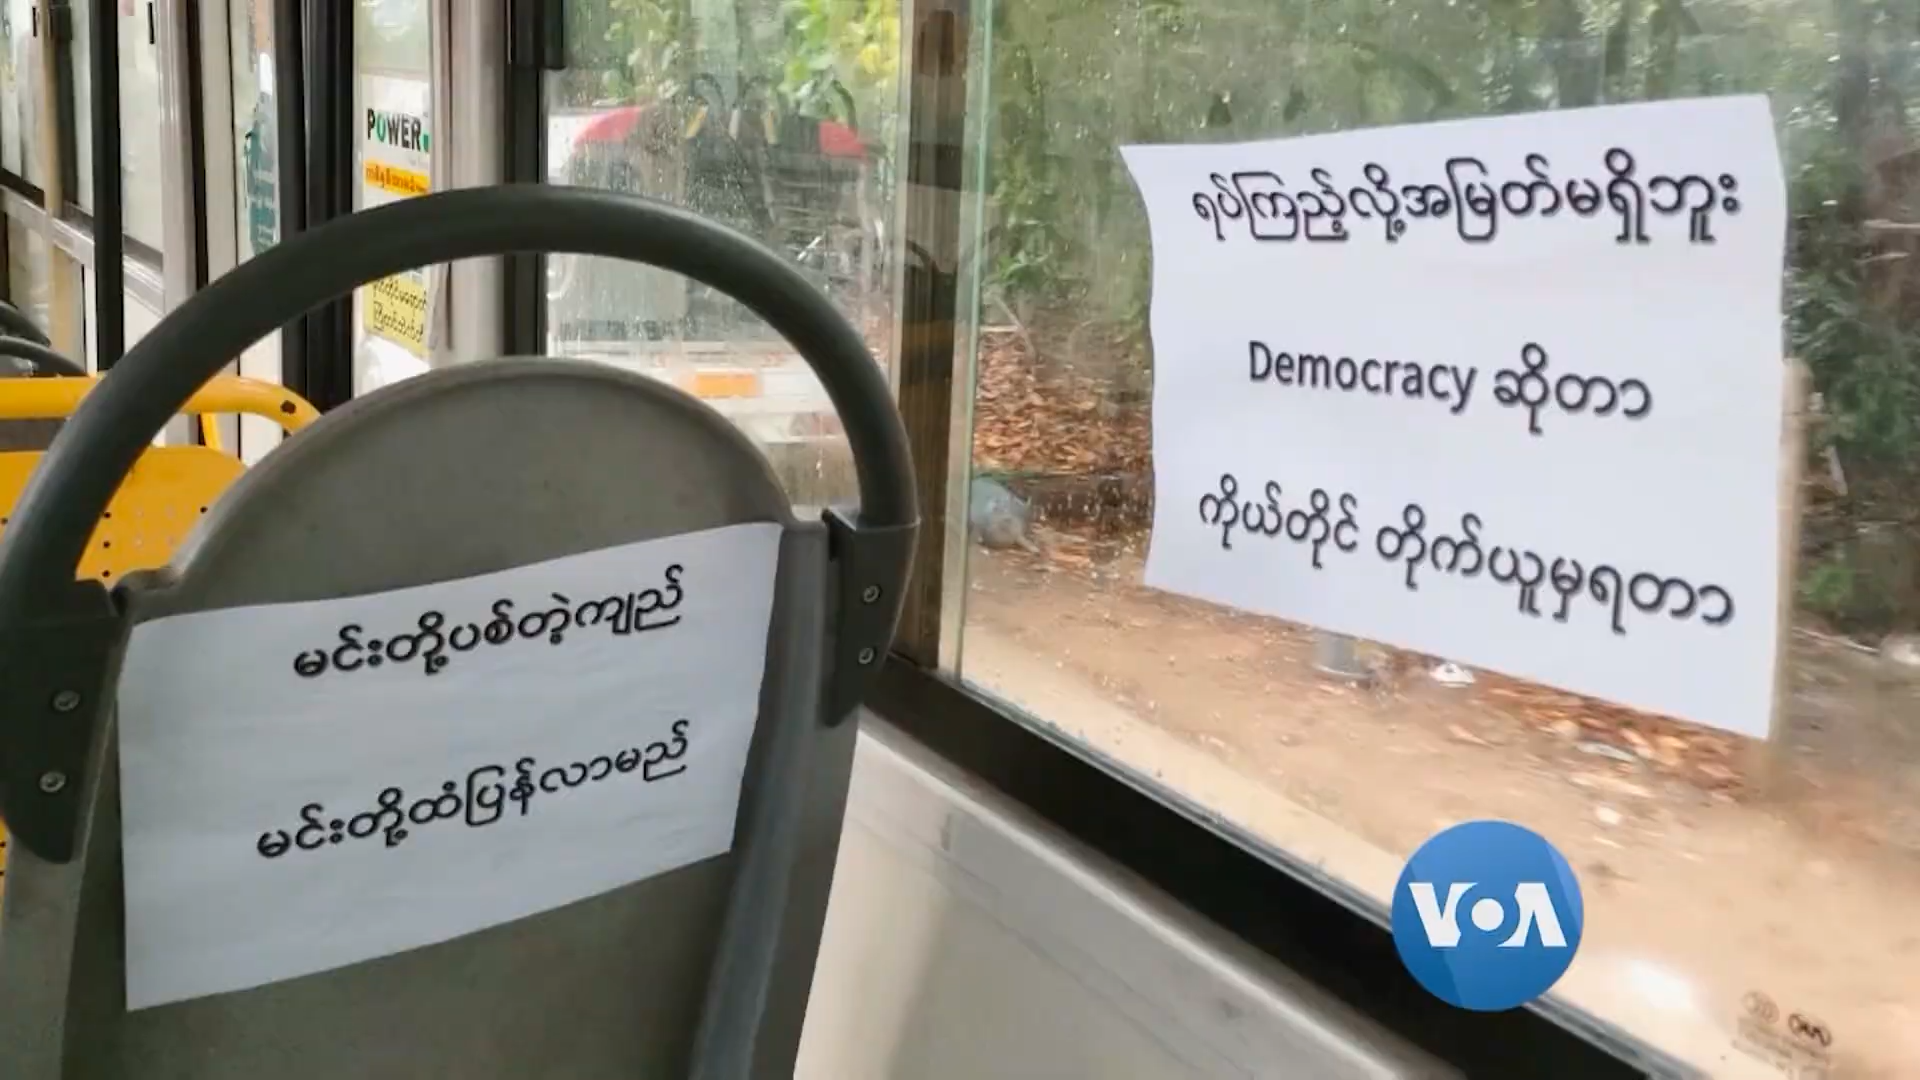 POWER
ရပ်ကြည့်လို့အမြတ်မရှိဘူး
Democracy ဆိုတာ
ကိုယ်တိုင် တိုက်ယူမှရတာ
မင်းတို့ပစ်တဲ့ကျည်
မင်းတို့ထံပြန်လာမည်
VOA